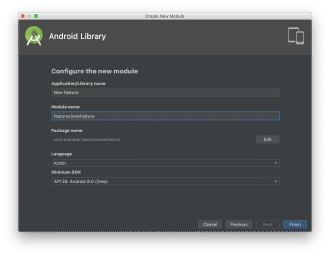 Create New Module
Android Library
Configure the new module
Application/Library name
New feature
Module name
features/newfeature
Package name
com.example.features.newfeature
Edit
Language
Kotlin
Minimum SDK
API 26: Android 8.0 (Oreo)
Cancel
Previous
Next
Finish